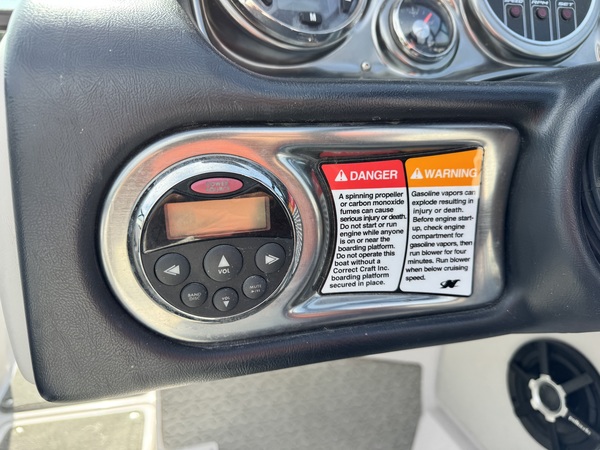 M
RPM
SET
POWER
VOL
BAND
VOL
MUTE
DANGER
A spinning propeller
or carbon monoxide
fumes can cause
serious injury or death.
Do not start or run
engine while anyone
is on or near the
boarding platform.
Do not operate this
boat without a
Correct Craft Inc.
boarding platform
secured in place.
WARNING
Gasoline vapors can
explode resulting in
injury or death.
Before engine start-
up, check engine
compartment for
gasoline vapors, then
run blower for four
minutes. Run blower
when below cruising
speed.